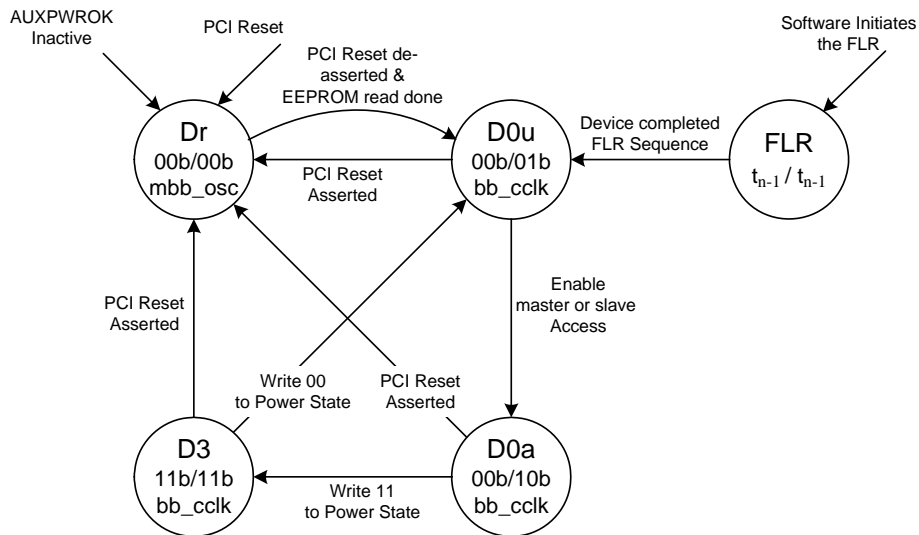 AUXPWROK
Inactive
PCI Reset
PCI Reset de-
asserted &
EEPROM read done
Software Initiates
the FLR
Dr
00b/00b
mbb_osc
PCI Reset
Asserted
D0u
00b/01b
bb_cclk
Device completed
FLR Sequence
FLR
tn-1 / tn-1
PCI Reset
Asserted
Enable
master or slave
Access
Write 00
to Power State
PCI Reset
Asserted
D3
11b/11b
bb_cclk
Write 11
to Power State
D0a
00b/10b
bb_cclk